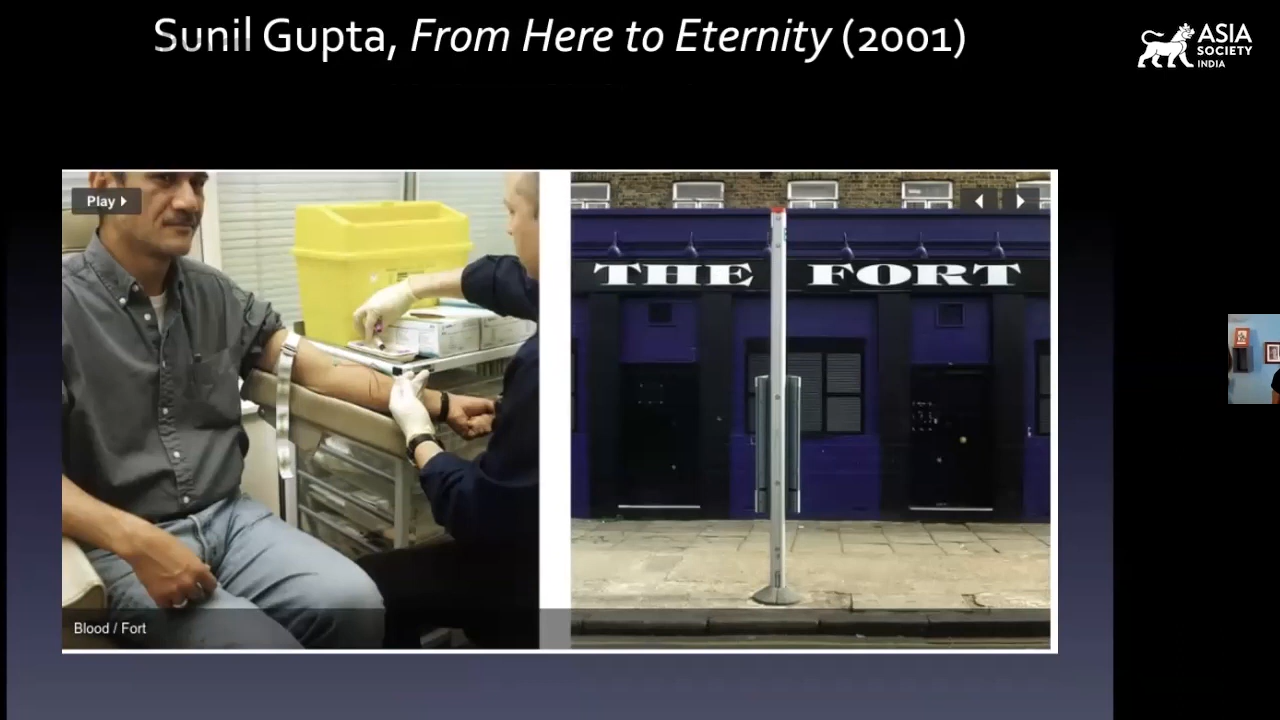 Sunil Gupta, From Here to Eternity (2001)
ASIA
SOCIETY
INDIA
Play
THE FORT
Blood / Fort